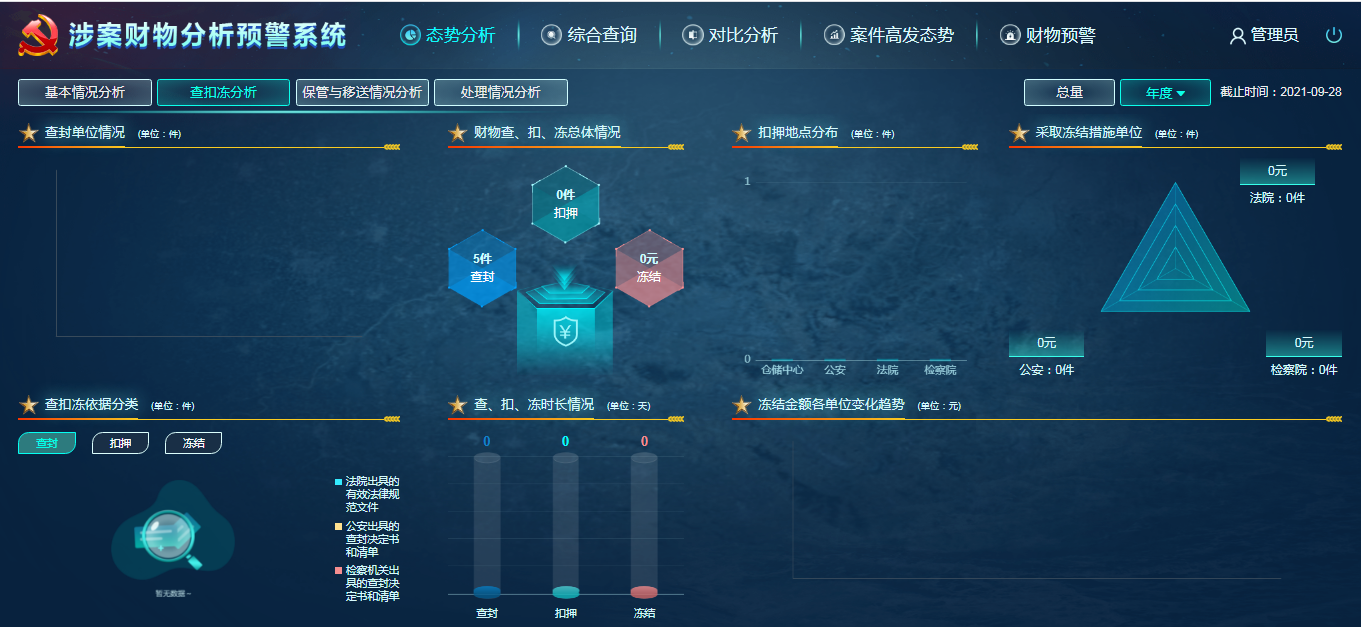 涉案财物分析预警系统
态势分析
综合查询
对比分析
案件高发态势
财物预警
管理员
基本情况分析
查扣冻分析
保管与移送情况分析
处理情况分析
总量
年度
截止时间：2021-09-28
查封单位情况 (单位：件)
财物查、扣、冻总体情况
扣押地点分布 (单位：件)
采取冻结措施单位 (单位：件)
0件
扣押
5件
查封
0元
冻结
¥
1
0
仓储中心
公安
法院
检察院
0元
法院：0件
0元
公安：0件
0元
检察院：0件
查扣冻依据分类 (单位：件)
查、扣、冻时长情况 (单位：天)
冻结金额各单位变化趋势 (单位：元)
查封
扣押
冻结
法院出具的
有效法律规
范文件
公安出具的
查封决定书
和清单
检察机关出
具的查封决
定书和清单
暂无数据~
0
0
0
查封
扣押
冻结